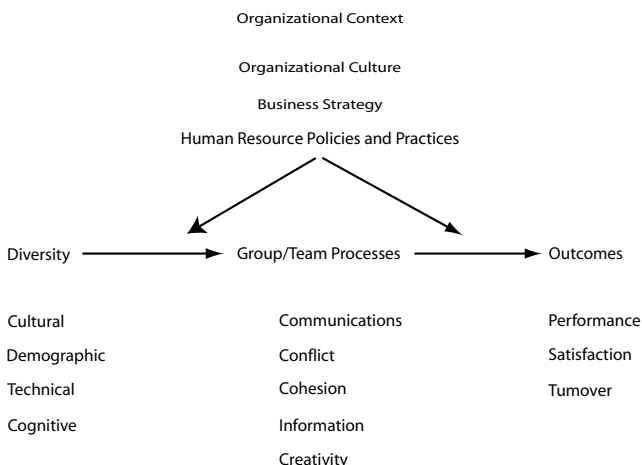 Organizational Context
Organizational Culture
Business Strategy
Human Resource Policies and Practices
Diversity
Group/Team Processes
Outcomes
Cultural
Communications
Performance
Demographic
Conflict
Satisfaction
Technical
Cohesion
Tumover
Cognitive
Information
Creativity